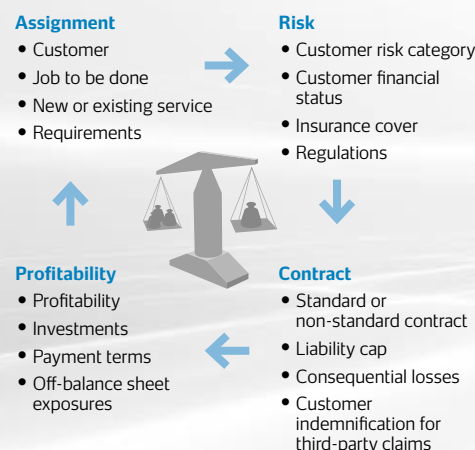 Assignment
• Customer
• Job to be done
• New or existing service
• Requirements
Risk
• Customer risk category
• Customer financial
status
• Insurance cover
• Regulations
Profitability
• Profitability
• Investments
• Payment terms
• Off-balance sheet
exposures
Contract
• Standard or
non-standard contract
• Liability cap
• Consequential losses
• Customer
indemnification for
third-party claims